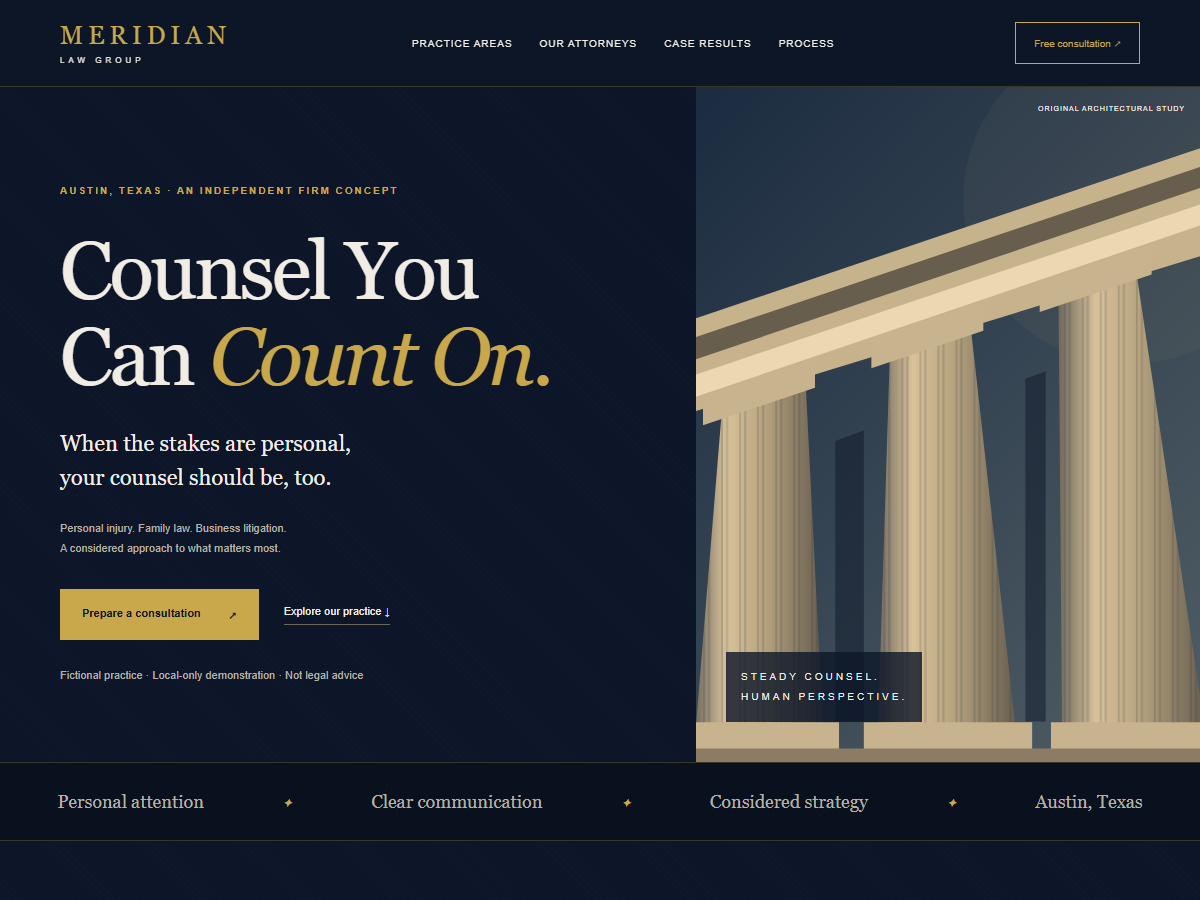 MERIDIAN
LAW GROUP
PRACTICE AREAS
OUR ATTORNEYS
CASE RESULTS
PROCESS
Free consultation ↗
ORIGINAL ARCHITECTURAL STUDY
AUSTIN, TEXAS · AN INDEPENDENT FIRM CONCEPT
Counsel You
Can Count On.
When the stakes are personal,
your counsel should be, too.
Personal injury. Family law. Business litigation.
A considered approach to what matters most.
Prepare a consultation ↗
Explore our practice ↓
Fictional practice · Local-only demonstration · Not legal advice
STEADY COUNSEL.
HUMAN PERSPECTIVE.
Personal attention ✦ Clear communication ✦ Considered strategy ✦ Austin, Texas